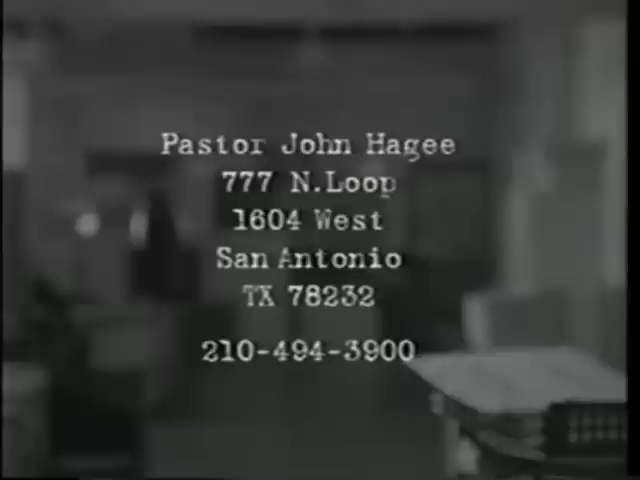 Pastor John Hagee
777 N.Loop
1604 West
San Antonio
TX 78232
210-494-3900